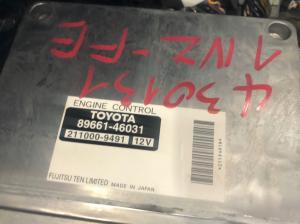 430151
1NZ-FE
ENGINE CONTROL
TOYOTA
89661-46031
211000-9491 12V
FUJITSU TEN LIMITED MADE IN JAPAN